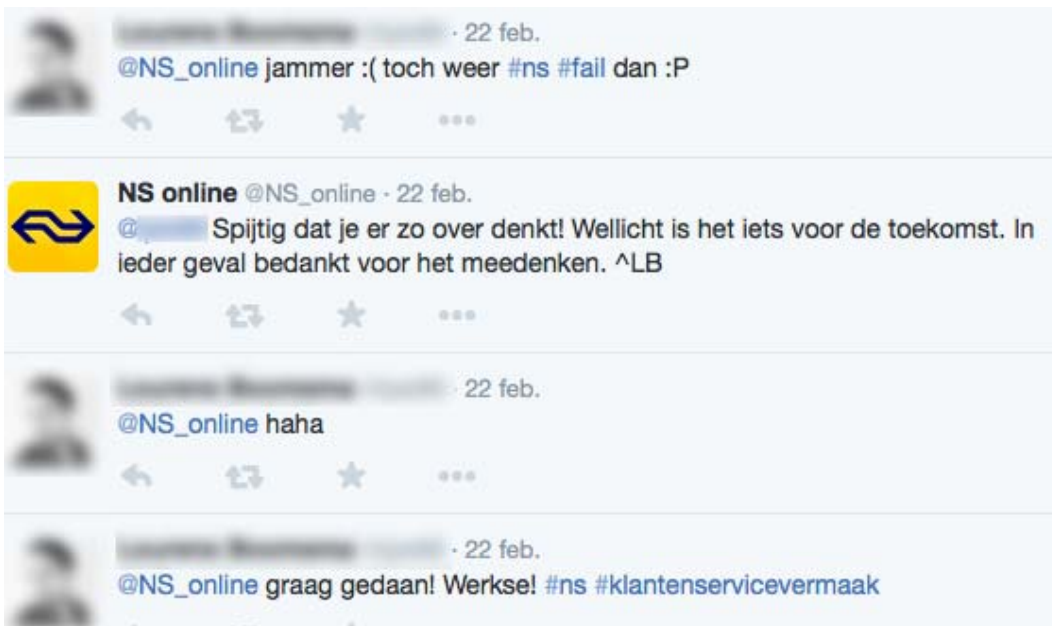 · 22 feb.
@NS_online jammer :( toch weer #ns #fail dan :P
NS online @NS_online · 22 feb.
@ Spijtig dat je er zo over denkt! Wellicht is het iets voor de toekomst. In
ieder geval bedankt voor het meedenken. ^LB
· 22 feb.
@NS_online haha
· 22 feb.
@NS_online graag gedaan! Werkse! #ns #klantenservicevermaak